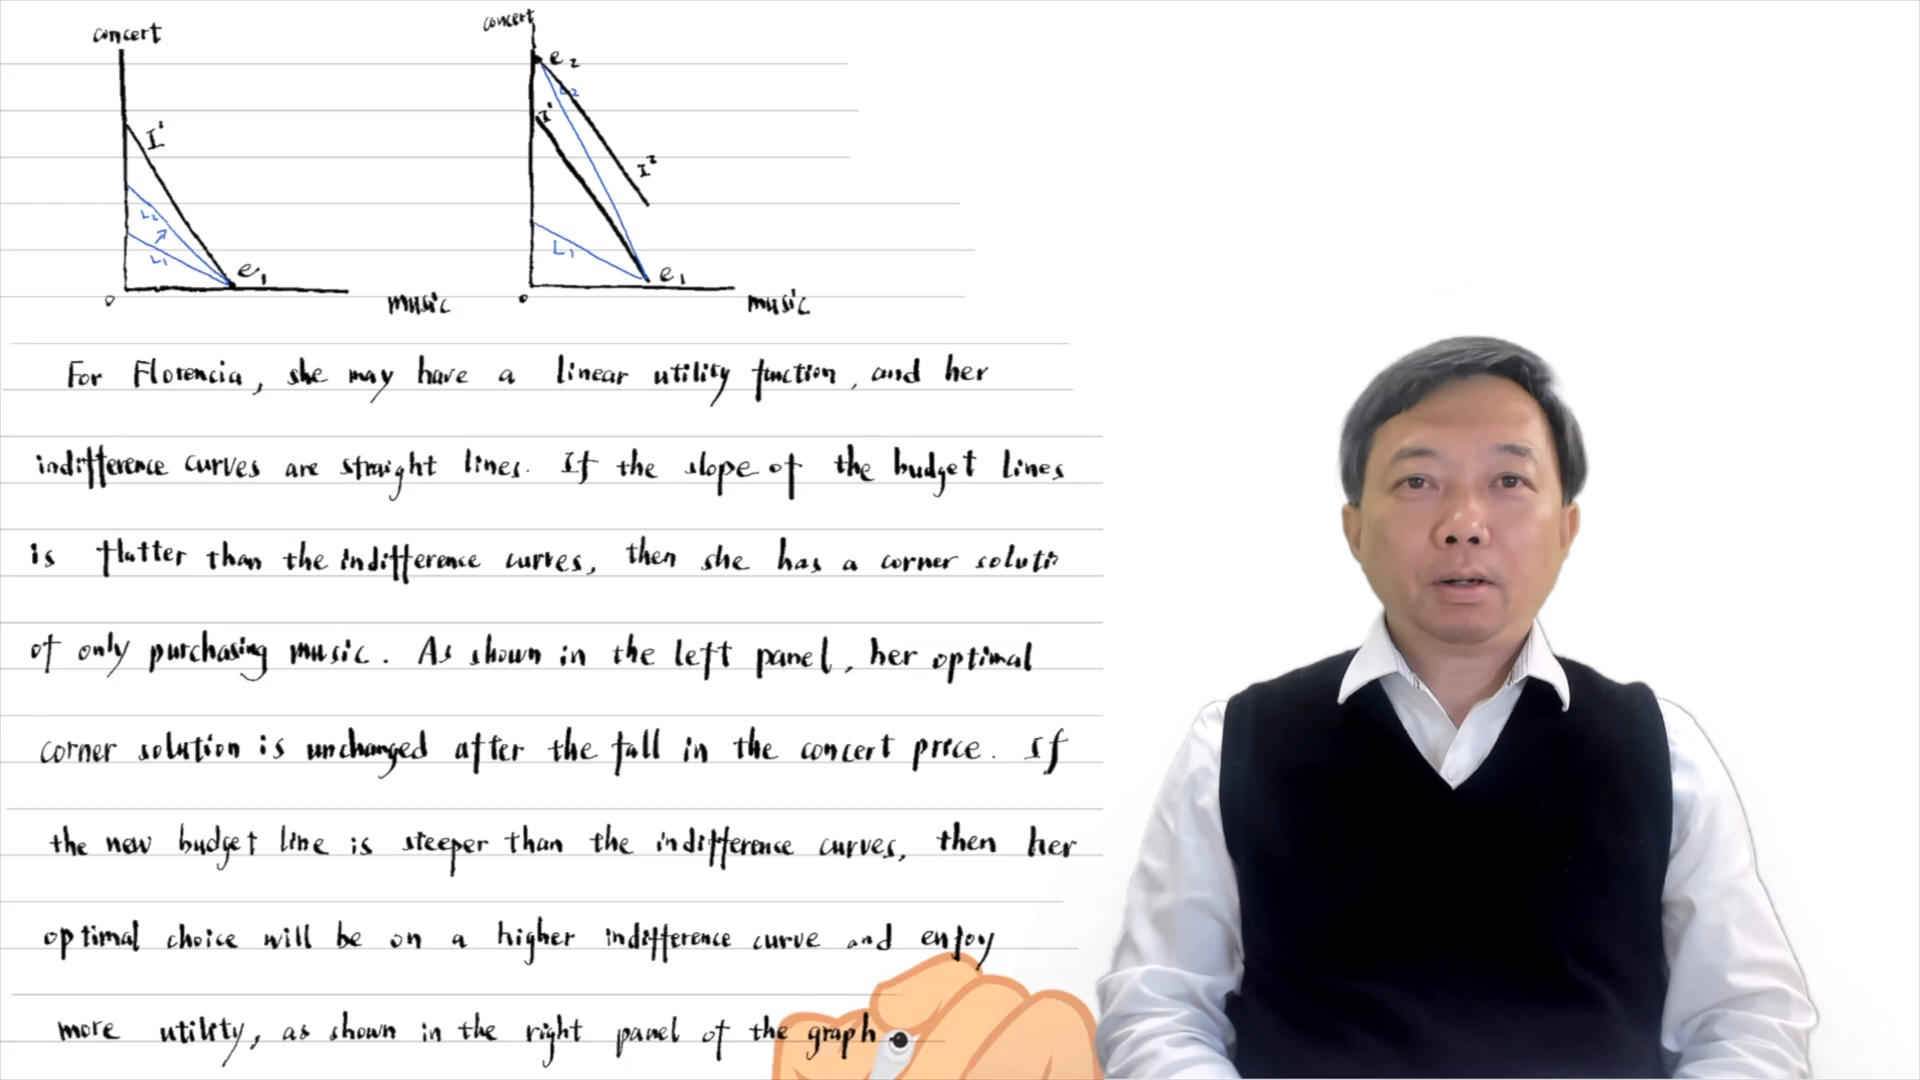 concert
I'
L2
L1
e1
0
music
concert
e2
L2
I'
I²
L1
e1
0
music
For Florencia, she may have a linear utility function, and her
indifference curves are straight lines. If the slope of the budget lines
is flatter than the indifference curves, then she has a corner soluti
of only purchasing music. As shown in the left panel, her optimal
corner solution is unchanged after the fall in the concert price. If
the new budget line is steeper than the indifference curves, then her
optimal choice will be on a higher indifference curve and enjoy
more utility, as shown in the right panel of the graph